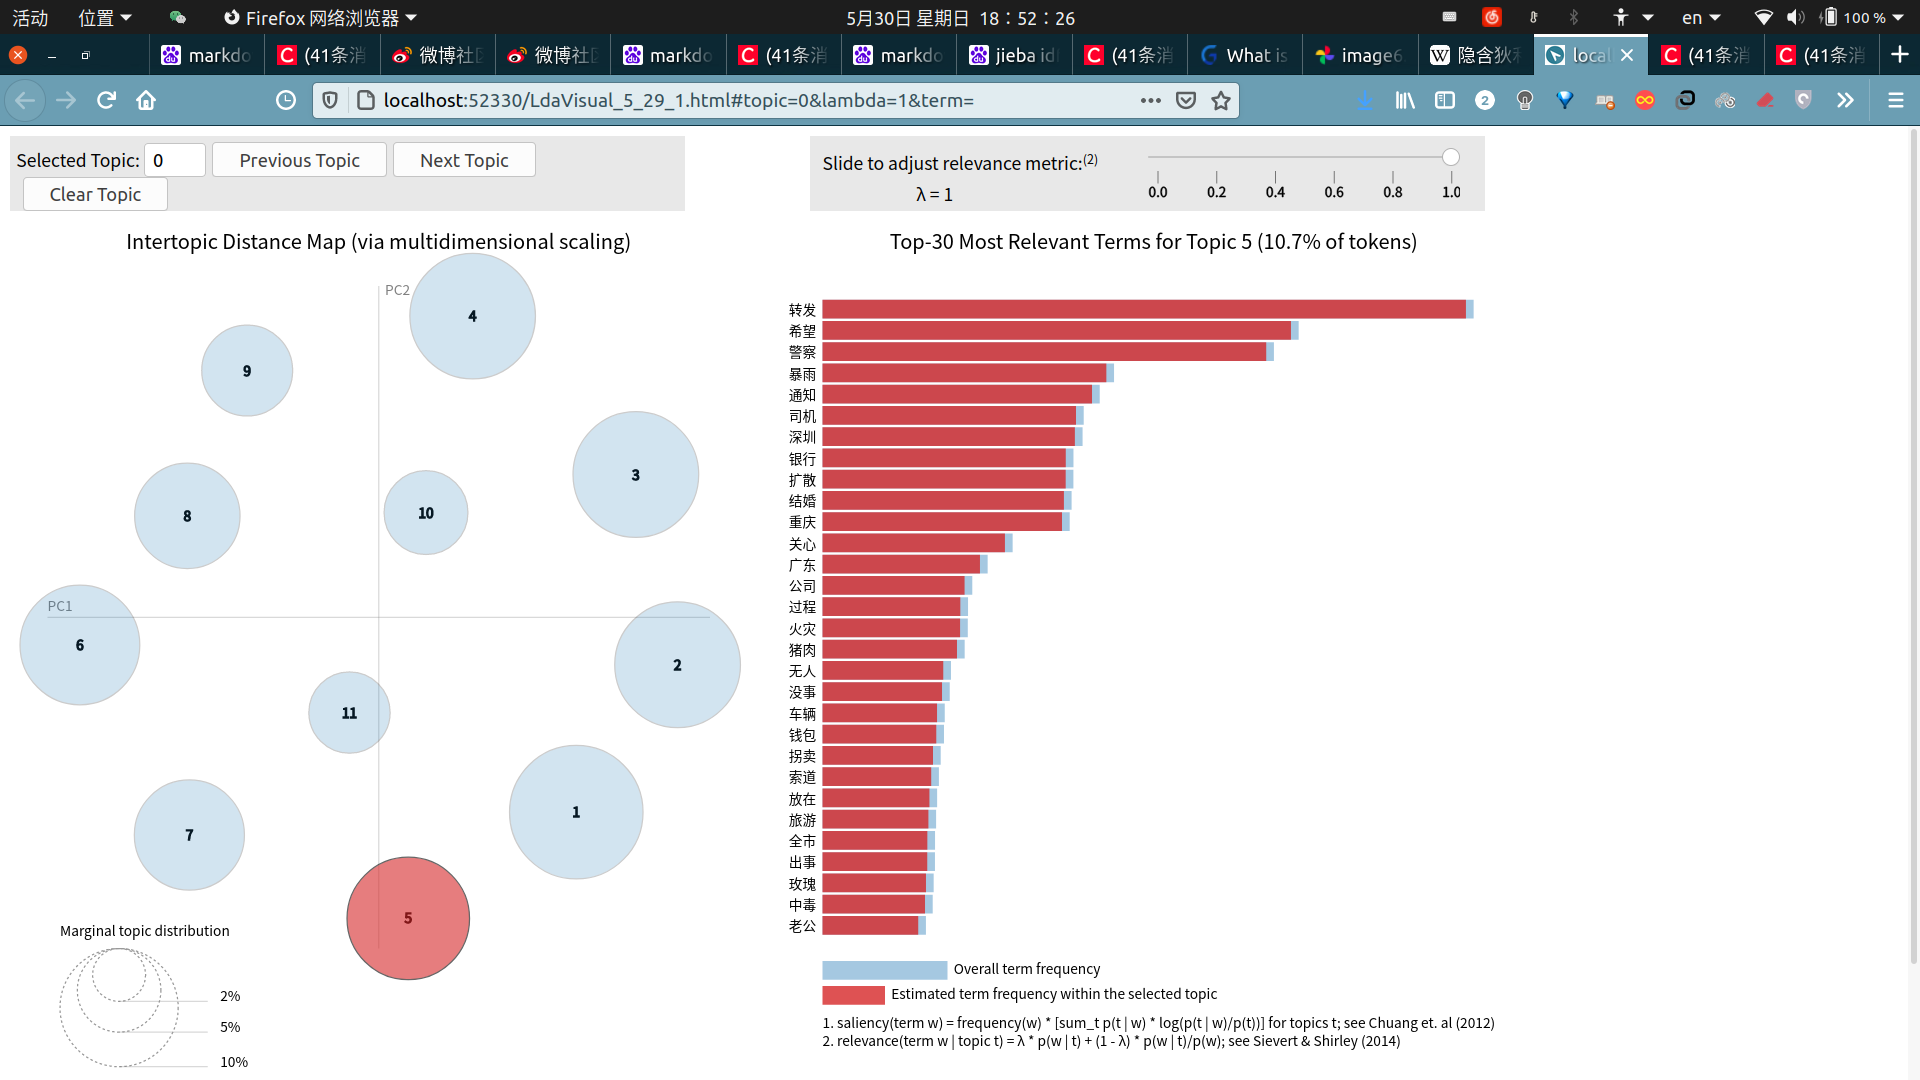 活动 位置 Firefox 网络浏览器 5月30日 星期日 18：52：26 en 100 %
markdo (41条消 微博社区 微博社区 markdo (41条消 markdo jieba id (41条消 What is image6 隐含狄利 local (41条消 (41条消
localhost:52330/LdaVisual_5_29_1.html#topic=0&lambda=1&term=
2
Selected Topic: 0 Previous Topic Next Topic
Clear Topic
Slide to adjust relevance metric:(2)
λ = 1
0.0 0.2 0.4 0.6 0.8 1.0
Intertopic Distance Map (via multidimensional scaling)
PC2
4
9
3
8
10
PC1
6
2
11
1
7
5
Marginal topic distribution
2%
5%
10%
Top-30 Most Relevant Terms for Topic 5 (10.7% of tokens)
转发
希望
警察
暴雨
通知
司机
深圳
银行
扩散
结婚
重庆
关心
广东
公司
过程
火灾
猪肉
无人
没事
车辆
钱包
拐卖
索道
放在
旅游
全市
出事
玫瑰
中毒
老公
Overall term frequency
Estimated term frequency within the selected topic
1. saliency(term w) = frequency(w) * [sum_t p(t | w) * log(p(t | w)/p(t))] for topics t; see Chuang et. al (2012)
2. relevance(term w | topic t) = λ * p(w | t) + (1 - λ) * p(w | t)/p(w); see Sievert & Shirley (2014)